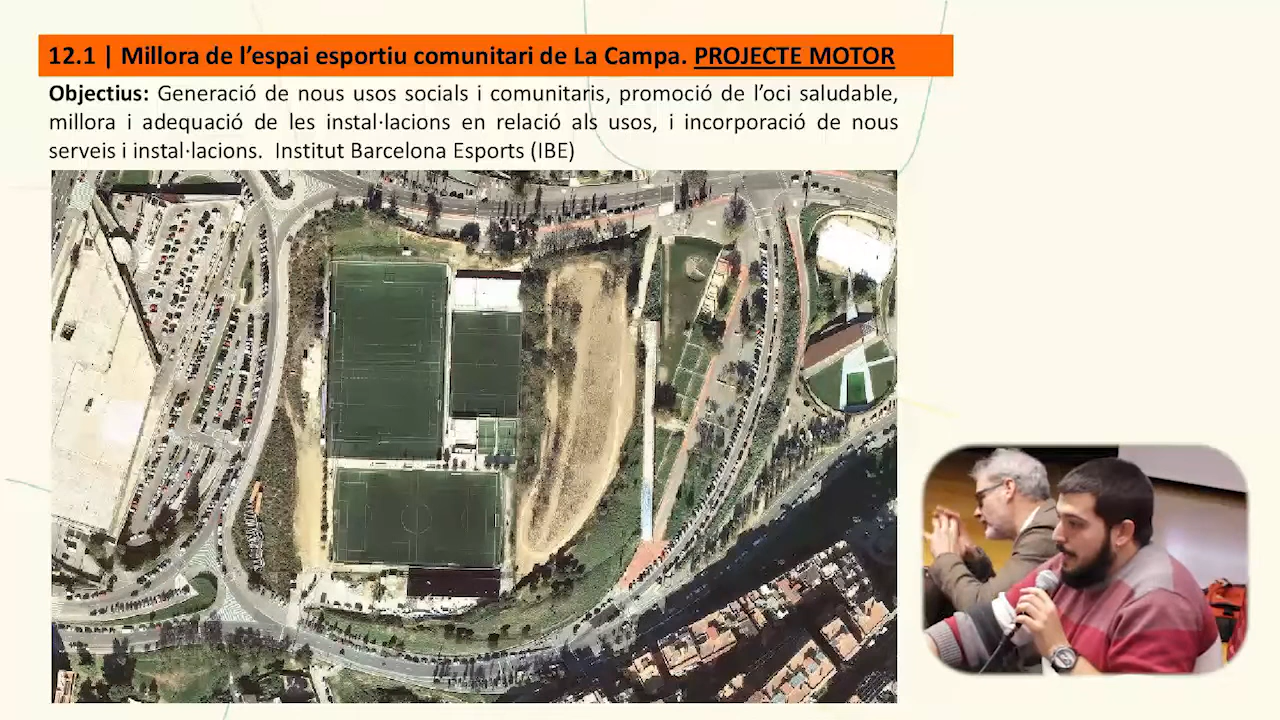 12.1 | Millora de l’espai esportiu comunitari de La Campa. PROJECTE MOTOR
Objectius: Generació de nous usos socials i comunitaris, promoció de l’oci saludable,
millora i adequació de les instal·lacions en relació als usos, i incorporació de nous
serveis i instal·lacions. Institut Barcelona Esports (IBE)